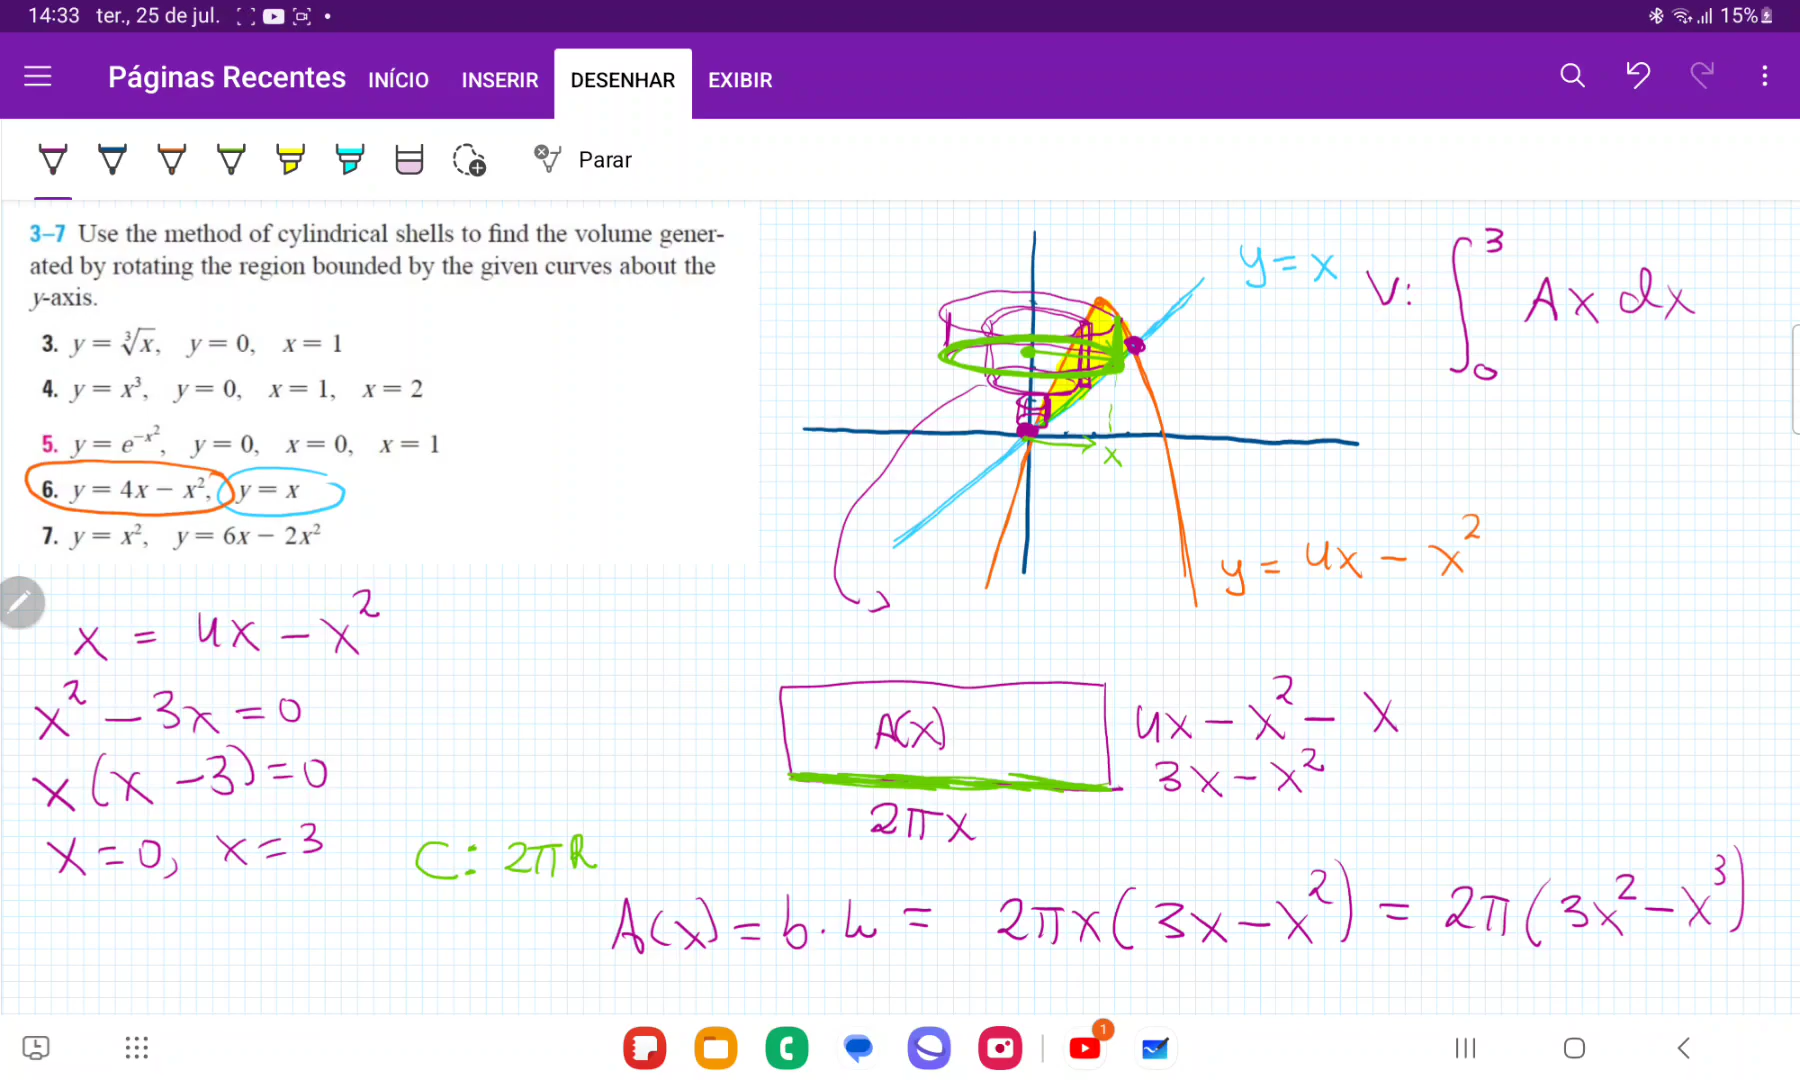 14:33 ter., 25 de jul. 15%
Páginas Recentes INÍCIO INSERIR DESENHAR EXIBIR
Parar
3–7 Use the method of cylindrical shells to find the volume gener-
ated by rotating the region bounded by the given curves about the
y-axis.
3. y = ∛x, y = 0, x = 1
4. y = x³, y = 0, x = 1, x = 2
5. y = e^(−x²), y = 0, x = 0, x = 1
6. y = 4x − x², y = x
7. y = x², y = 6x − 2x²
y = x
V: ∫₀³ Ax dx
x
y = 4x − x²
x = 4x − x²
x² − 3x = 0
x(x − 3) = 0
x = 0, x = 3
C: 2πR
A(x)
4x − x² − x
3x − x²
2πx
A(x) = b.h = 2πx(3x − x²) = 2π(3x² − x³)
1